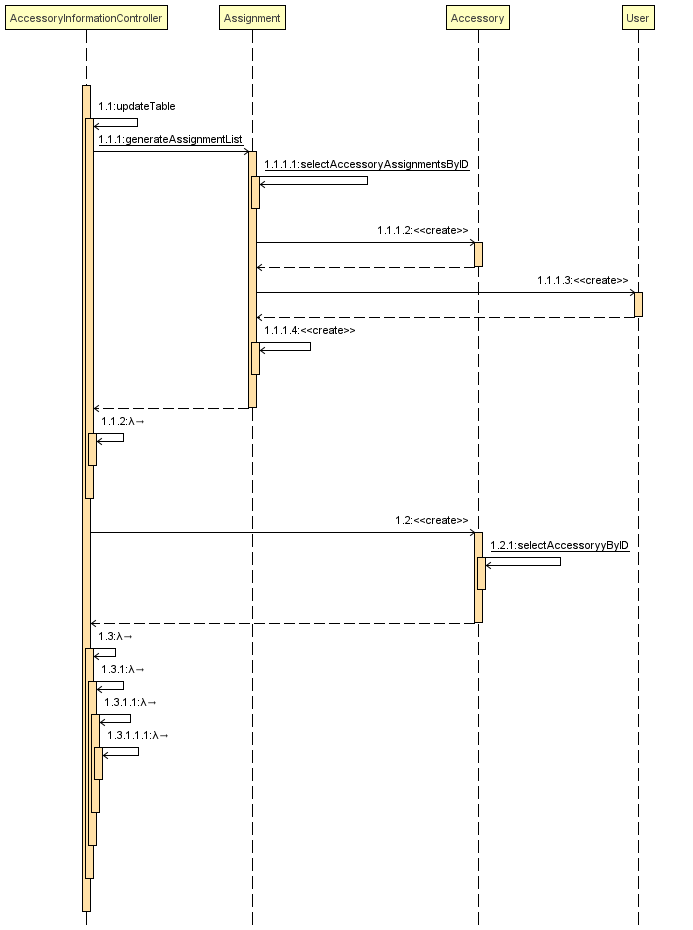 AccessoryInformationController
Assignment
Accessory
User
1.1:updateTable
1.1.1:generateAssignmentList
1.1.1.1:selectAccessoryAssignmentsByID
1.1.1.2:<<create>>
1.1.1.3:<<create>>
1.1.1.4:<<create>>
1.1.2:λ→
1.2:<<create>>
1.2.1:selectAccessoryyByID
1.3:λ→
1.3.1:λ→
1.3.1.1:λ→
1.3.1.1.1:λ→